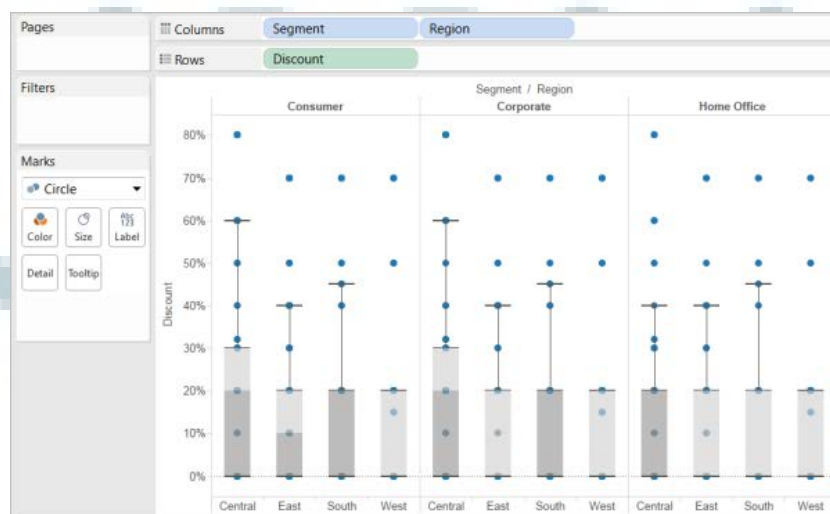 Pages
Columns Segment Region
Rows Discount
Filters
Marks
Circle
Color Size Label
Abc
123
Detail Tooltip
Segment / Region
Consumer Corporate Home Office
80%
70%
60%
50%
40%
30%
20%
10%
0%
Discount
Central East South West Central East South West Central East South West